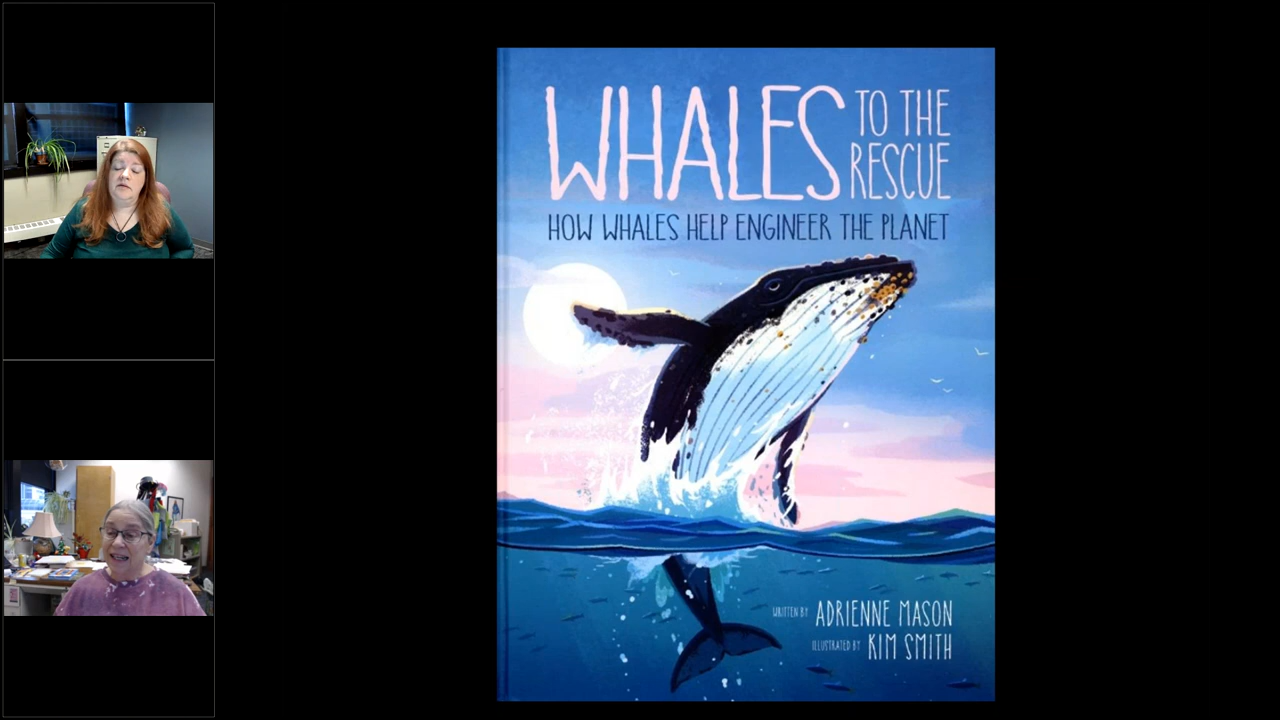 WHALES TO THE
RESCUE
HOW WHALES HELP ENGINEER THE PLANET
WRITTEN BY ADRIENNE MASON
ILLUSTRATED BY KIM SMITH